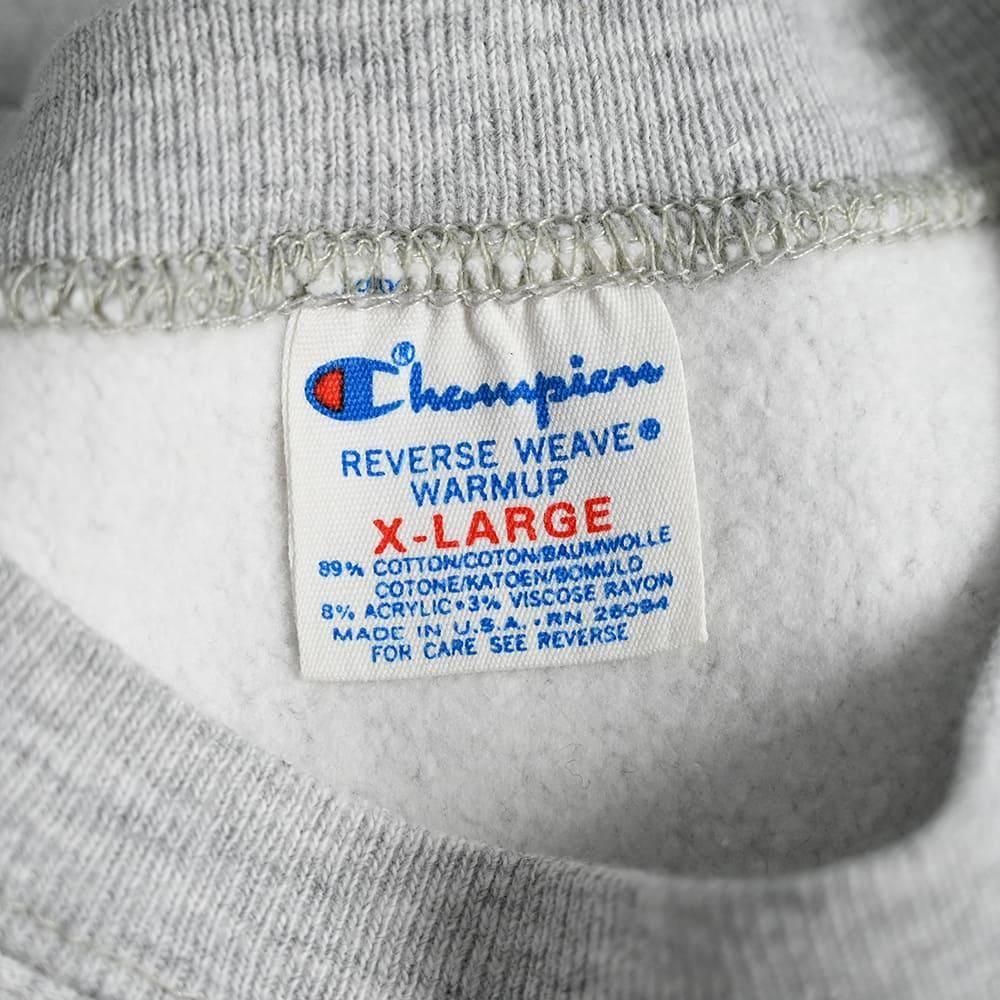 Champion®
REVERSE WEAVE®
WARMUP
X-LARGE
89% COTTON/COTON/BAUMWOLLE
COTONE/KATOEN/BOMULD
8% ACRYLIC•3% VISCOSE RAYON
MADE IN U.S.A. • RN 26094
FOR CARE SEE REVERSE